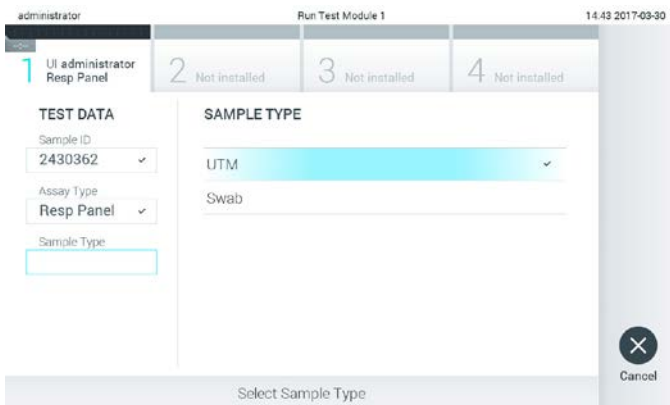 administrator Run Test Module 1 14:43 2017-03-30
1 UI administrator
Resp Panel
2 Not installed
3 Not installed
4 Not installed
TEST DATA
Sample ID
2430362
Assay Type
Resp Panel
Sample Type
SAMPLE TYPE
UTM
Swab
Cancel
Select Sample Type